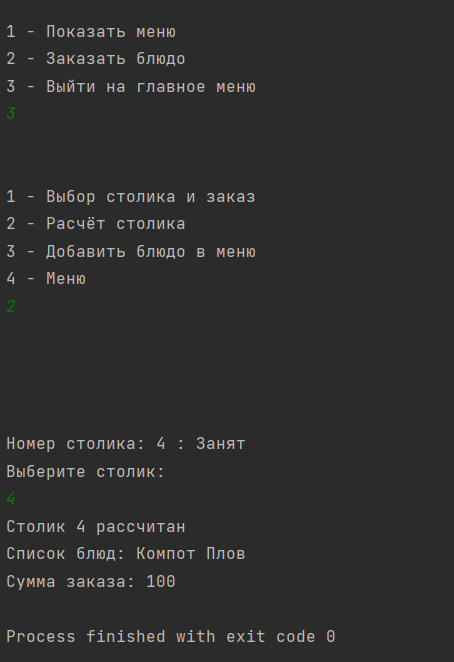 1 - Показать меню
2 - Заказать блюдо
3 - Выйти на главное меню
3
1 - Выбор столика и заказ
2 - Расчёт столика
3 - Добавить блюдо в меню
4 - Меню
2
Номер столика: 4 : Занят
Выберите столик:
4
Столик 4 рассчитан
Список блюд: Компот Плов
Сумма заказа: 100
Process finished with exit code 0